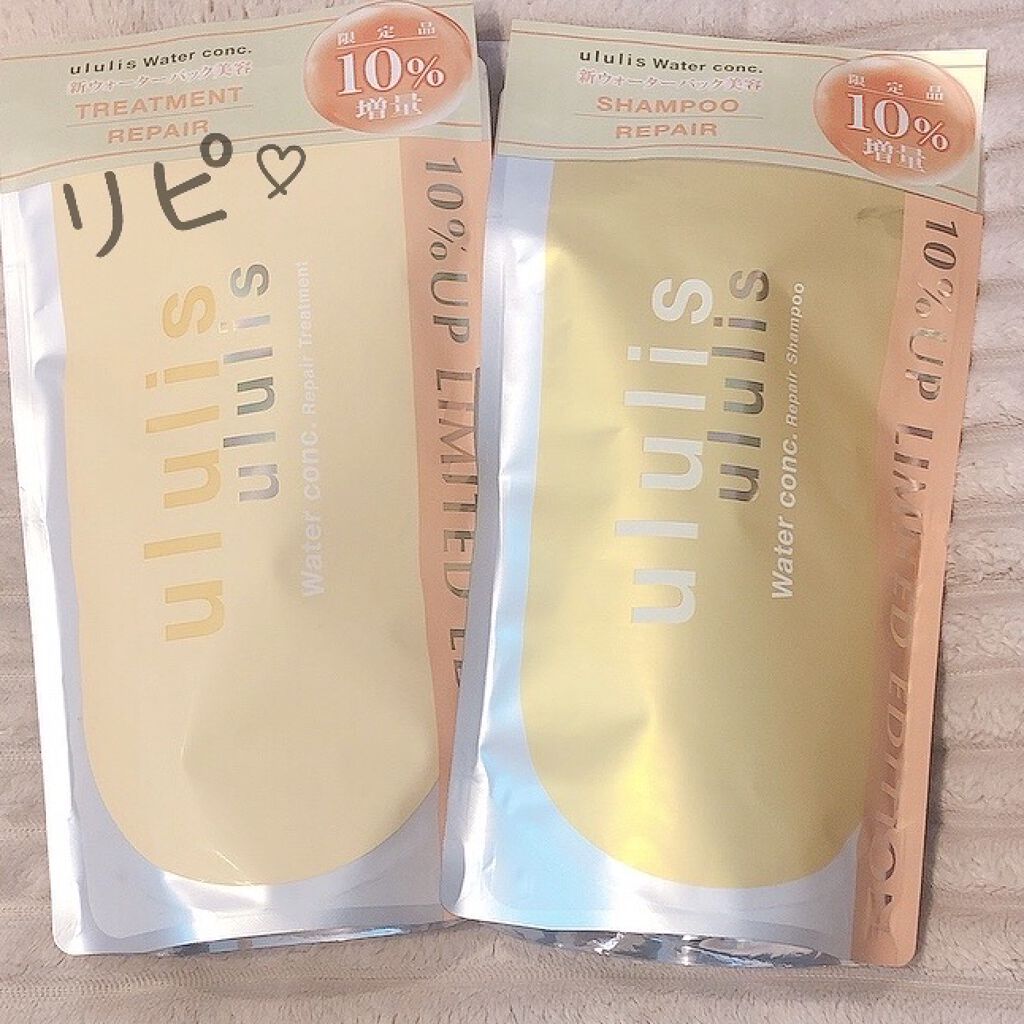 ululis Water conc.
新ウォーターパック美容
TREATMENT
REPAIR
限定品
10%
増量
リピ♡
ululis
ululis
Water conc. Repair Treatment
10%UP LIMITED
ululis Water conc.
新ウォーターパック美容
SHAMPOO
REPAIR
限定品
10%
増量
ululis
ululis
Water conc. Repair Shampoo
10%UP LIMITED EDITION